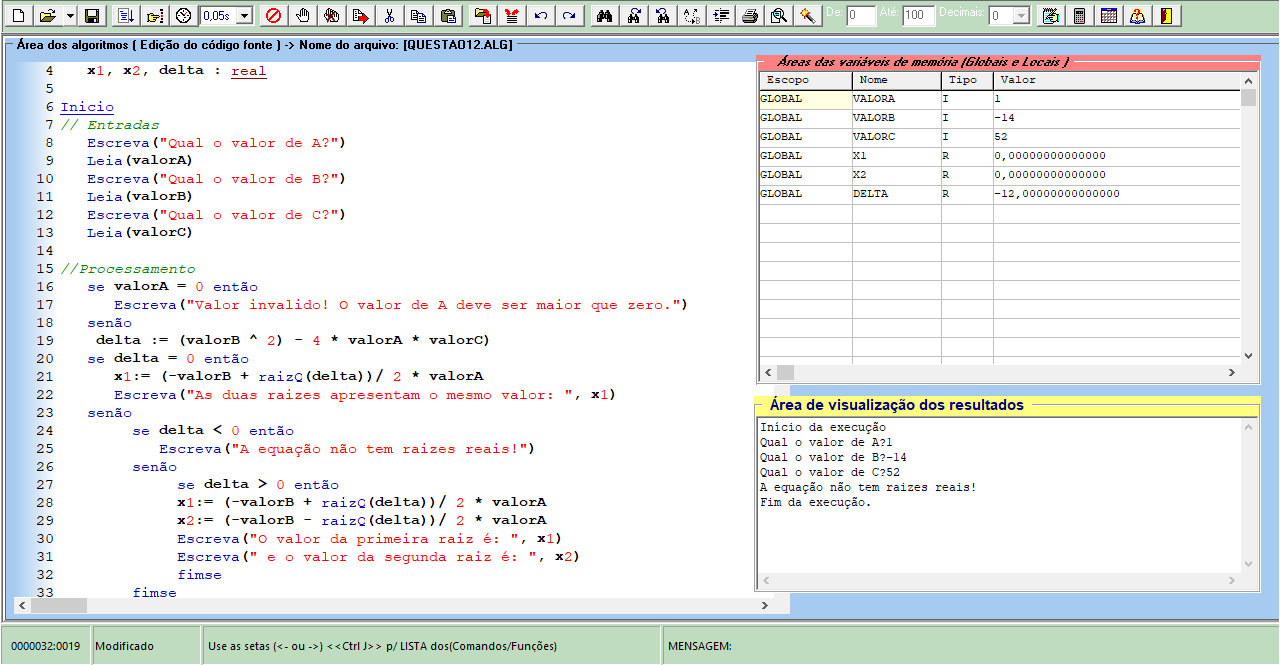 0,05s
De: 0 Até: 100 Decimais: 0
Área dos algoritmos ( Edição do código fonte ) -> Nome do arquivo: [QUESTAO12.ALG]
4 x1, x2, delta : real
5
6 Inicio
7 // Entradas
8 Escreva("Qual o valor de A?")
9 Leia(valorA)
10 Escreva("Qual o valor de B?")
11 Leia(valorB)
12 Escreva("Qual o valor de C?")
13 Leia(valorC)
14
15 //Processamento
16 se valorA = 0 então
17 Escreva("Valor invalido! O valor de A deve ser maior que zero.")
18 senão
19 delta := (valorB ^ 2) - 4 * valorA * valorC)
20 se delta = 0 então
21 x1:= (-valorB + raizQ(delta))/ 2 * valorA
22 Escreva("As duas raizes apresentam o mesmo valor: ", x1)
23 senão
24 se delta < 0 então
25 Escreva("A equação não tem raizes reais!")
26 senão
27 se delta > 0 então
28 x1:= (-valorB + raizQ(delta))/ 2 * valorA
29 x2:= (-valorB - raizQ(delta))/ 2 * valorA
30 Escreva("O valor da primeira raiz é: ", x1)
31 Escreva(" e o valor da segunda raiz é: ", x2)
32 fimse
33 fimse
Áreas das variáveis de memória (Globais e Locais )
Escopo Nome Tipo Valor
GLOBAL VALORA I 1
GLOBAL VALORB I -14
GLOBAL VALORC I 52
GLOBAL X1 R 0,00000000000000
GLOBAL X2 R 0,00000000000000
GLOBAL DELTA R -12,00000000000000
Área de visualização dos resultados
Início da execução
Qual o valor de A?1
Qual o valor de B?-14
Qual o valor de C?52
A equação não tem raizes reais!
Fim da execução.
0000032:0019 Modificado Use as setas (<- ou ->) <<Ctrl J>> p/ LISTA dos(Comandos/Funções) MENSAGEM: